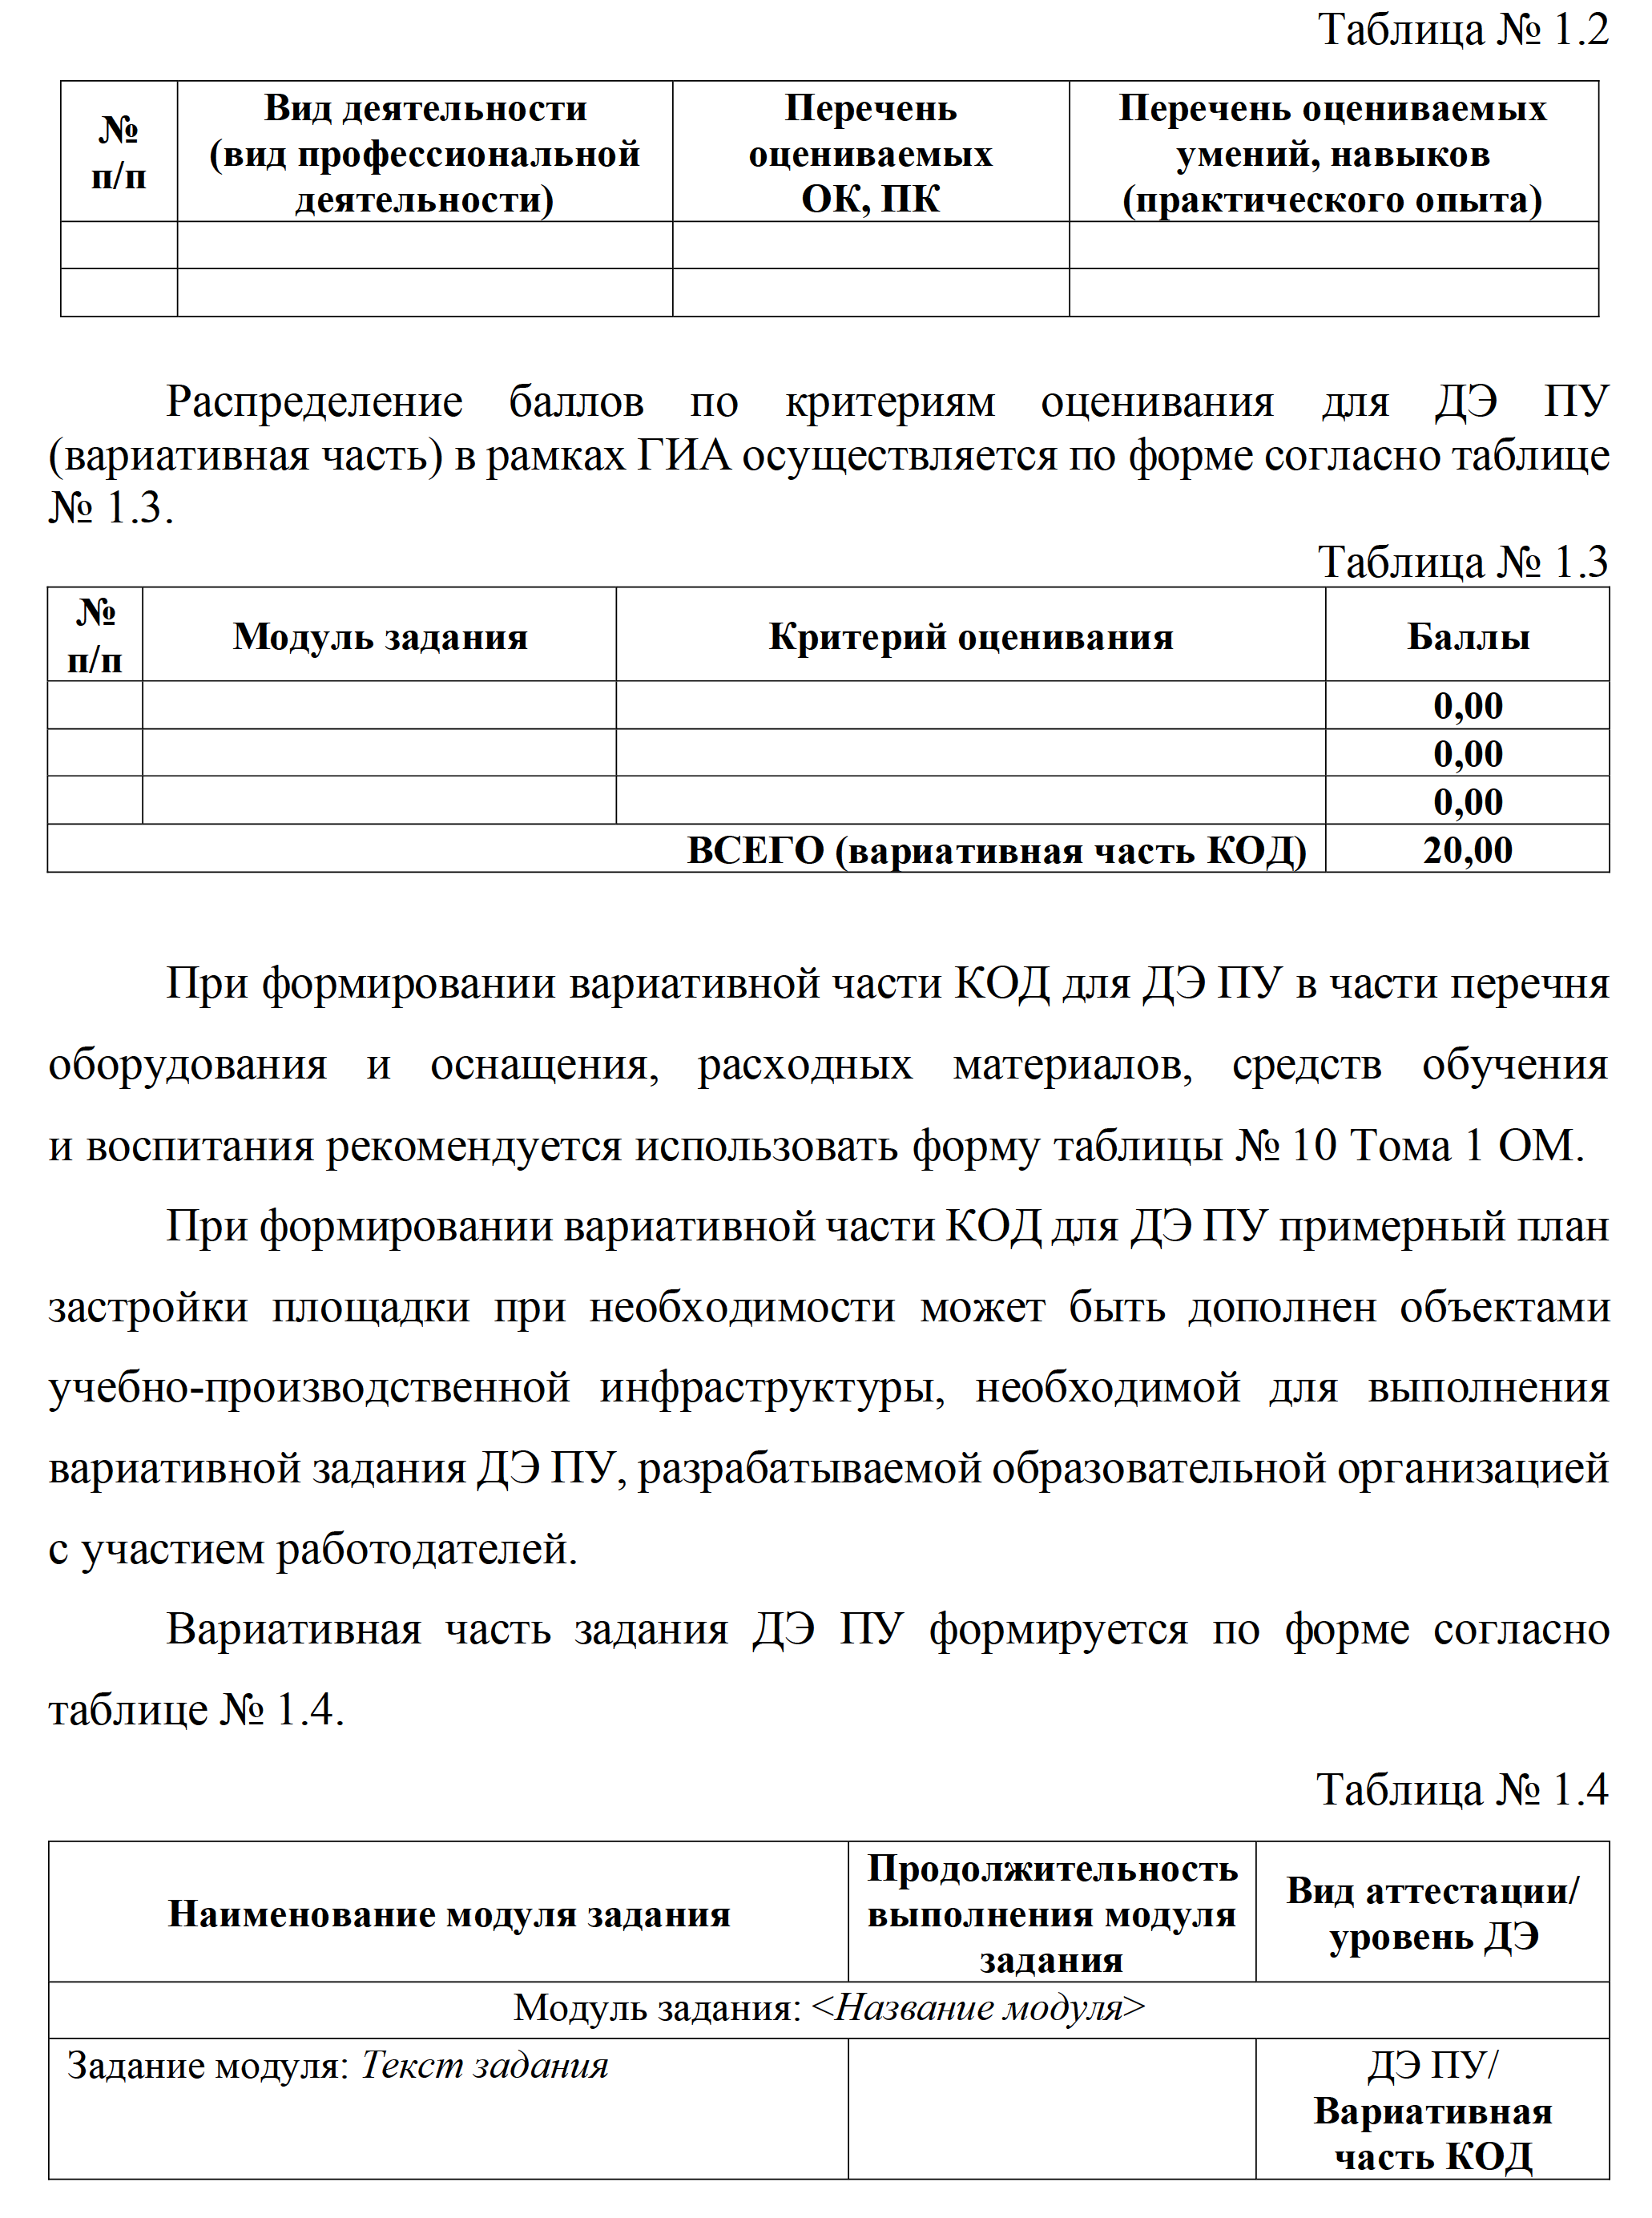 Таблица № 1.2
№ п/п
Вид деятельности (вид профессиональной деятельности)
Перечень оцениваемых ОК, ПК
Перечень оцениваемых умений, навыков (практического опыта)
Распределение баллов по критериям оценивания для ДЭ ПУ
(вариативная часть) в рамках ГИА осуществляется по форме согласно таблице
№ 1.3.
Таблица № 1.3
№ п/п
Модуль задания
Критерий оценивания
Баллы
0,00
0,00
0,00
ВСЕГО (вариативная часть КОД)
20,00
При формировании вариативной части КОД для ДЭ ПУ в части перечня
оборудования и оснащения, расходных материалов, средств обучения
и воспитания рекомендуется использовать форму таблицы № 10 Тома 1 ОМ.
При формировании вариативной части КОД для ДЭ ПУ примерный план
застройки площадки при необходимости может быть дополнен объектами
учебно-производственной инфраструктуры, необходимой для выполнения
вариативной задания ДЭ ПУ, разрабатываемой образовательной организацией
с участием работодателей.
Вариативная часть задания ДЭ ПУ формируется по форме согласно
таблице № 1.4.
Таблица № 1.4
Наименование модуля задания
Продолжительность выполнения модуля задания
Вид аттестации/ уровень ДЭ
Модуль задания: <Название модуля>
Задание модуля: Текст задания
ДЭ ПУ/
Вариативная
часть КОД